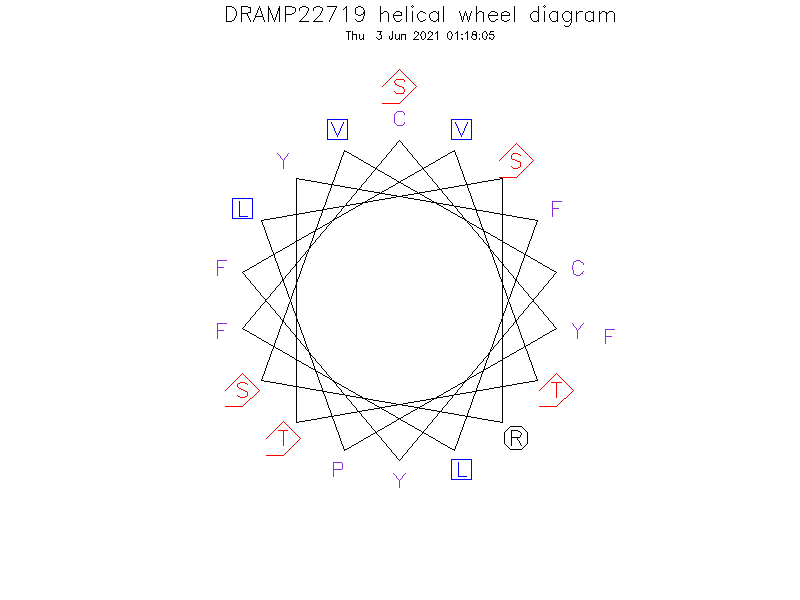 DRAMP22719 helical wheel diagram
Thu 3 Jun 2021 01:18:05
S
C
V V
Y S
L F
F C
F Y F
S T
T R
P L
Y